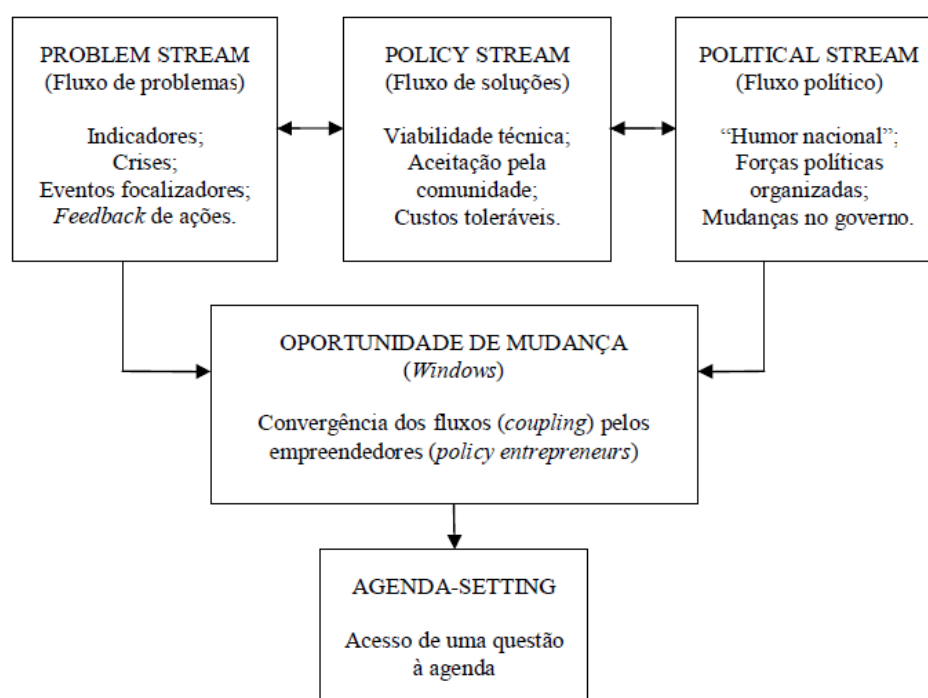 PROBLEM STREAM
(Fluxo de problemas)
Indicadores;
Crises;
Eventos focalizadores;
Feedback de ações.
POLICY STREAM
(Fluxo de soluções)
Viabilidade técnica;
Aceitação pela
comunidade;
Custos toleráveis.
POLITICAL STREAM
(Fluxo político)
“Humor nacional”;
Forças políticas
organizadas;
Mudanças no governo.
OPORTUNIDADE DE MUDANÇA
(Windows)
Convergência dos fluxos (coupling) pelos
empreendedores (policy entrepreneurs)
AGENDA-SETTING
Acesso de uma questão
à agenda